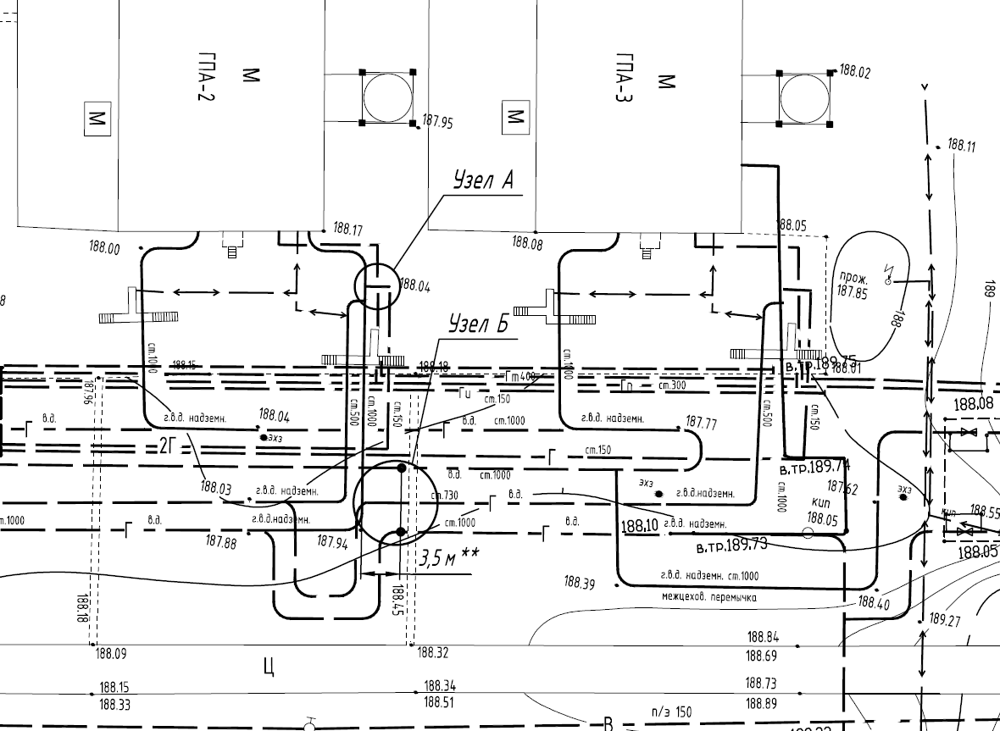 ГПА-2
М
М
ГПА-3
М
М
188.02
187.95
188.11
Узел А
188.17
188.00
188.08
188.05
188.04
прож.
187.85
188
189
8
Узел Б
ст.1000
188.15
188.18
Гт400
ст.1000
в.тр.189.75
188.01
187.96
Ги
ст.150
Гп
ст.300
Г
в.д.
г.в.д. надземн.
188.04
эхз
ст.500
ст.1000
ст.150
Г
в.д.
ст.1000
г.в.д. надземн.
187.77
ст.500
ст.150
188.08
2Г
Г
ст.150
в.тр.189.74
188.03
г.в.д. надземн.
в.д.
ст.1000
ст.730
эхз
г.в.д.надземн.
ст.1000
187.62
кип
188.05
эхз
кип
188.55
в.д.
Г
ст.1000
в.д.
Г
г.в.д.надземн.
ст.1000
в.д.
Г
188.10
г.в.д. надземн.
187.88
187.94
в.тр.189.73
188.05
3,5 м **
188.39
г.в.д. надземн. ст.1000
межцехов. перемычка
188.40
188.18
188.45
189.27
188.09
188.32
188.84
188.69
Ц
188.15
188.33
188.34
188.51
188.73
188.89
п/э 150
В